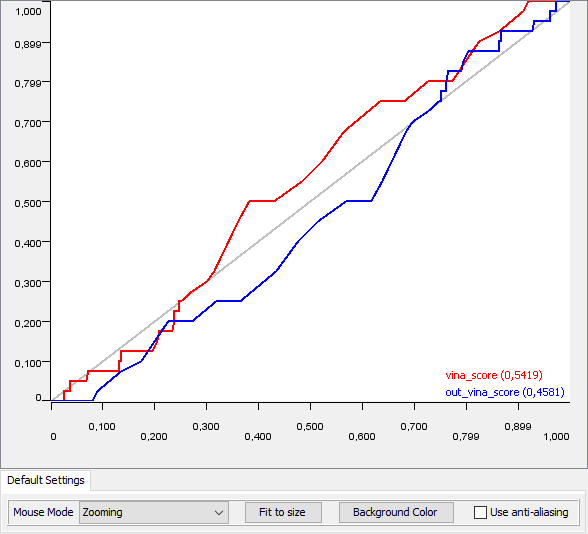 1,000
0,899
0,799
0,700
0,600
0,500
0,400
0,300
0,200
0,100
0
vina_score (0,5419)
out_vina_score (0,4581)
0 0,100 0,200 0,300 0,400 0,500 0,600 0,700 0,799 0,899 1,000
Default Settings
Mouse Mode Zooming Fit to size Background Color Use anti-aliasing